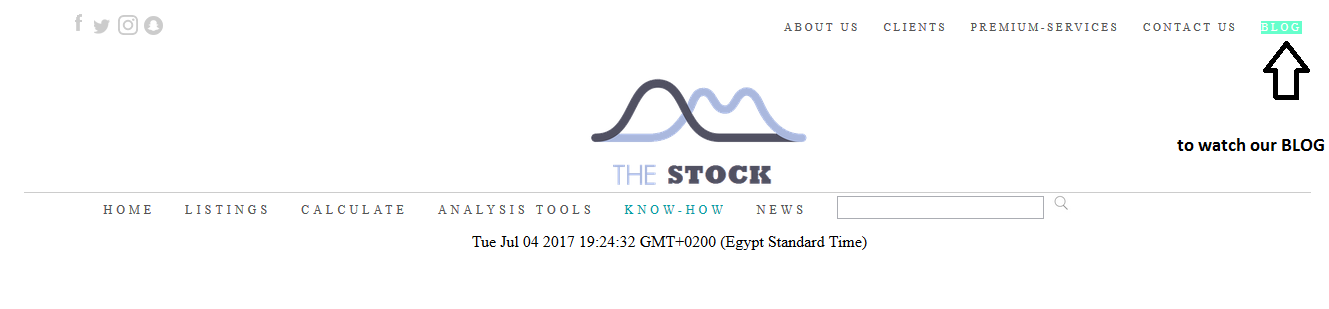 ABOUT US CLIENTS PREMIUM-SERVICES CONTACT US BLOG
to watch our BLOG
THE STOCK
HOME LISTINGS CALCULATE ANALYSIS TOOLS KNOW-HOW NEWS
Tue Jul 04 2017 19:24:32 GMT+0200 (Egypt Standard Time)